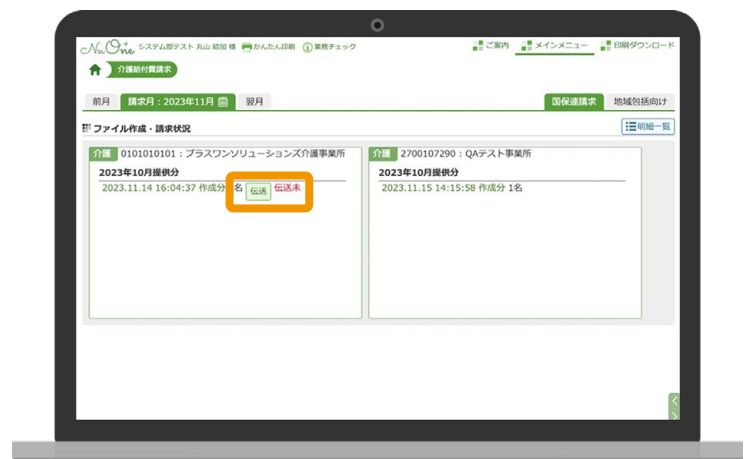 NuOne システム部テスト 丸山 結加 様 かんたん印刷 業務チェック ご案内 メインメニュー 印刷ダウンロード
介護給付費請求
前月 請求月：2023年11月 翌月 国保連請求 地域包括向け
ファイル作成・請求状況 明細一覧
介護 0101010101：プラスワンソリューションズ介護事業所
2023年10月提供分
2023.11.14 16:04:37 作成分 名 伝送 伝送未
介護 2700107290：QAテスト事業所
2023年10月提供分
2023.11.15 14:15:58 作成分 1名